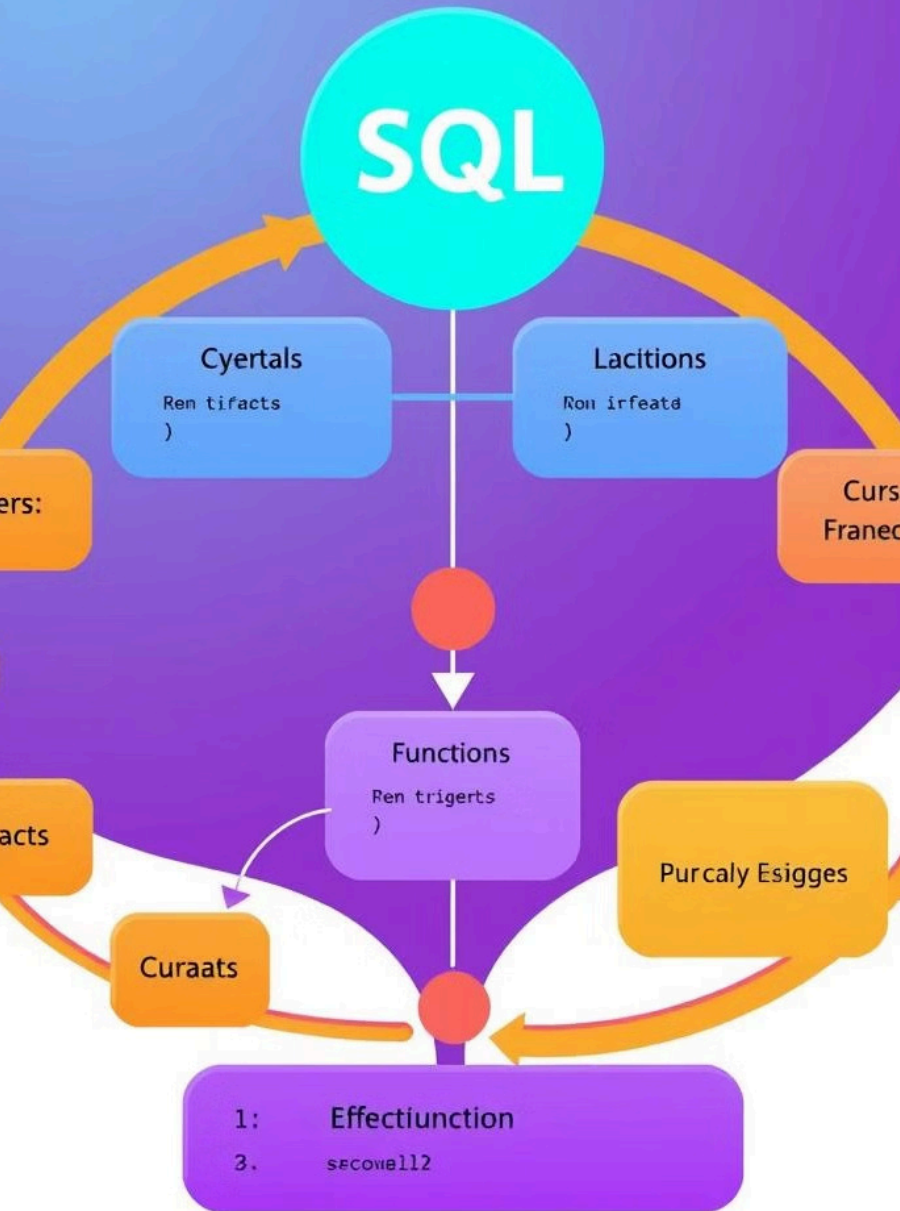 SQL
Cyertals
Ren tifacts
)
Lacitions
Ron irfeatd
)
ers:
Curs
Franec
Functions
Ren trigerts
)
acts
Purcaly Esigges
Curaats
1: Effectiunction
3. secowell2